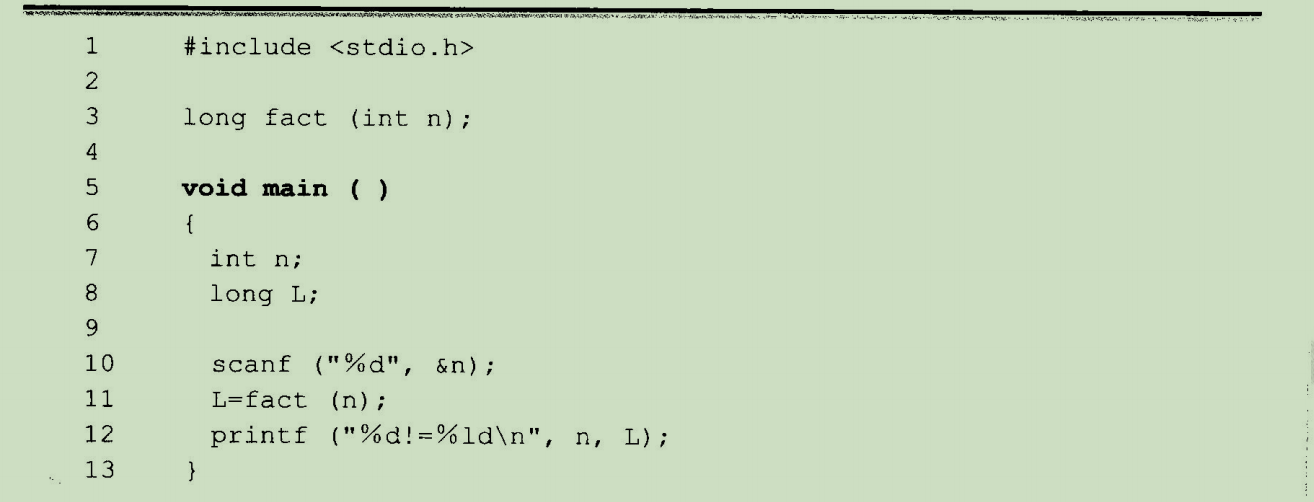 1 #include <stdio.h>
2
3 long fact (int n);
4
5 void main ( )
6 {
7 int n;
8 long L;
9
10 scanf ("%d", &n);
11 L=fact (n);
12 printf ("%d!=%ld\n", n, L);
13 }